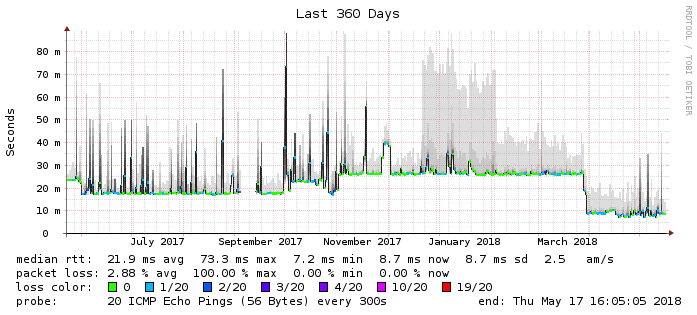 Last 360 Days
RRDTOOL / TOBI OETIKER
Seconds
80 m
70 m
60 m
50 m
40 m
30 m
20 m
10 m
0
July 2017 September 2017 November 2017 January 2018 March 2018
median rtt: 21.9 ms avg 73.3 ms max 7.2 ms min 8.7 ms now 8.7 ms sd 2.5 am/s
packet loss: 2.88 % avg 100.00 % max 0.00 % min 0.00 % now
loss color: 0 1/20 2/20 3/20 4/20 10/20 19/20
probe: 20 ICMP Echo Pings (56 Bytes) every 300s end: Thu May 17 16:05:05 2018